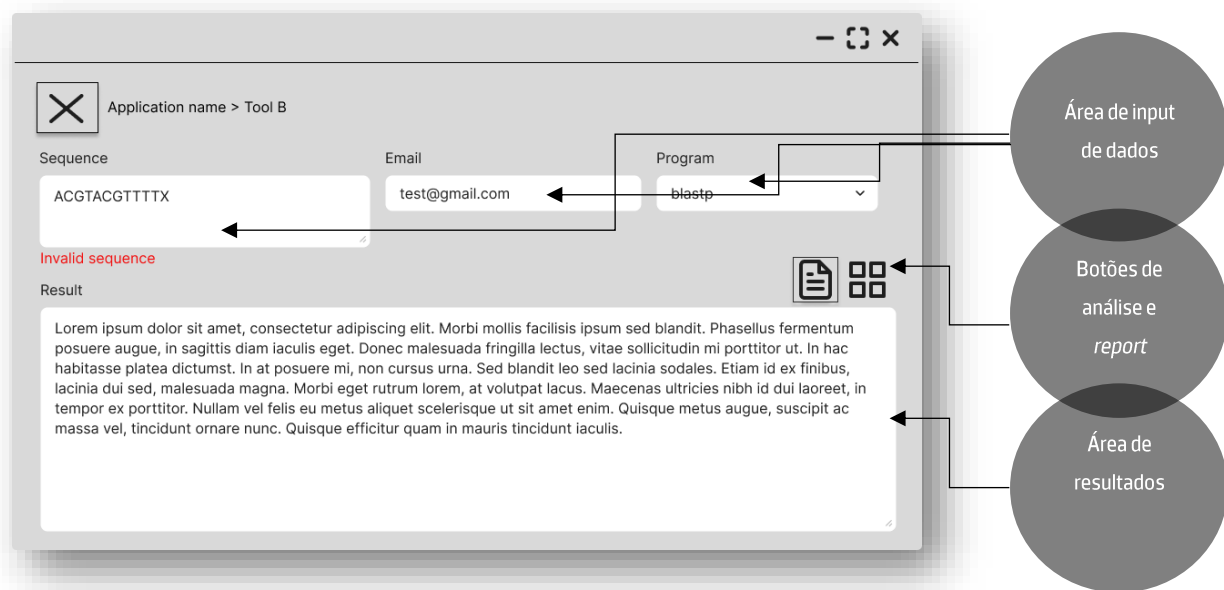 Application name > Tool B
Sequence
Email
Program
ACGTACGTTTTX
test@gmail.com
blastp
Invalid sequence
Result
Lorem ipsum dolor sit amet, consectetur adipiscing elit. Morbi mollis facilisis ipsum sed blandit. Phasellus fermentum
posuere augue, in sagittis diam iaculis eget. Donec malesuada fringilla lectus, vitae sollicitudin mi porttitor ut. In hac
habitasse platea dictumst. In at posuere mi, non cursus urna. Sed blandit leo sed lacinia sodales. Etiam id ex finibus,
lacinia dui sed, malesuada magna. Morbi eget rutrum lorem, at volutpat lacus. Maecenas ultricies nibh id dui laoreet, in
tempor ex porttitor. Nullam vel felis eu metus aliquet scelerisque ut sit amet enim. Quisque metus augue, suscipit ac
massa vel, tincidunt ornare nunc. Quisque efficitur quam in mauris tincidunt iaculis.
Área de input
de dados
Botões de
análise e
report
Área de
resultados